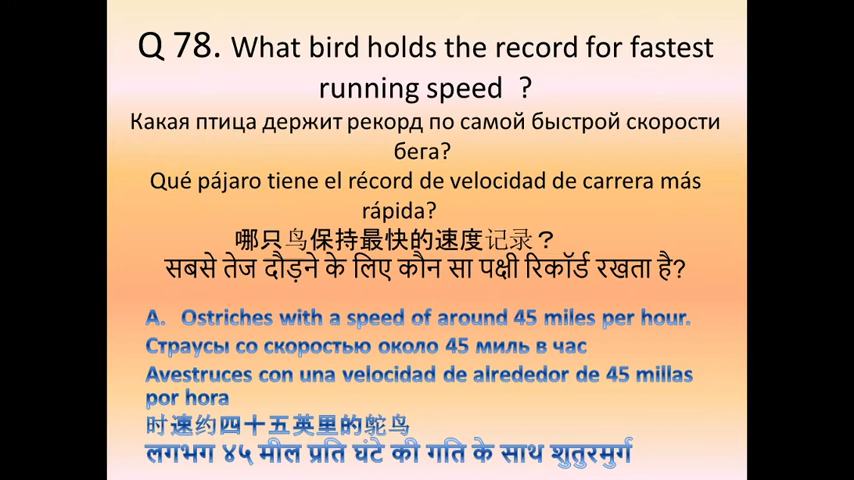 Q 78. What bird holds the record for fastest
running speed ?
Какая птица держит рекорд по самой быстрой скорости
бега?
Qué pájaro tiene el récord de velocidad de carrera más
rápida?
哪只鸟保持最快的速度记录？
सबसे तेज दौड़ने के लिए कौन सा पक्षी रिकॉर्ड रखता है?
A. Ostriches with a speed of around 45 miles per hour.
Страусы со скоростью около 45 миль в час
Avestruces con una velocidad de alrededor de 45 millas
por hora
时速约四十五英里的鸵鸟
लगभग ४५ मील प्रति घंटे की गति के साथ शुतुरमुर्ग